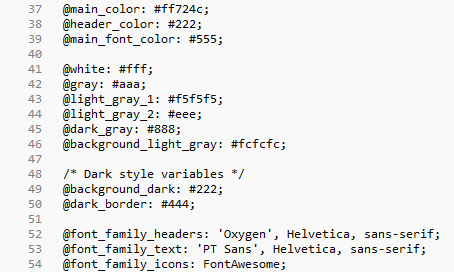 37 @main_color: #ff724c;
38 @header_color: #222;
39 @main_font_color: #555;
40
41 @white: #fff;
42 @gray: #aaa;
43 @light_gray_1: #f5f5f5;
44 @light_gray_2: #eee;
45 @dark_gray: #888;
46 @background_light_gray: #fcfcfc;
47
48 /* Dark style variables */
49 @background_dark: #222;
50 @dark_border: #444;
51
52 @font_family_headers: 'Oxygen', Helvetica, sans-serif;
53 @font_family_text: 'PT Sans', Helvetica, sans-serif;
54 @font_family_icons: FontAwesome;